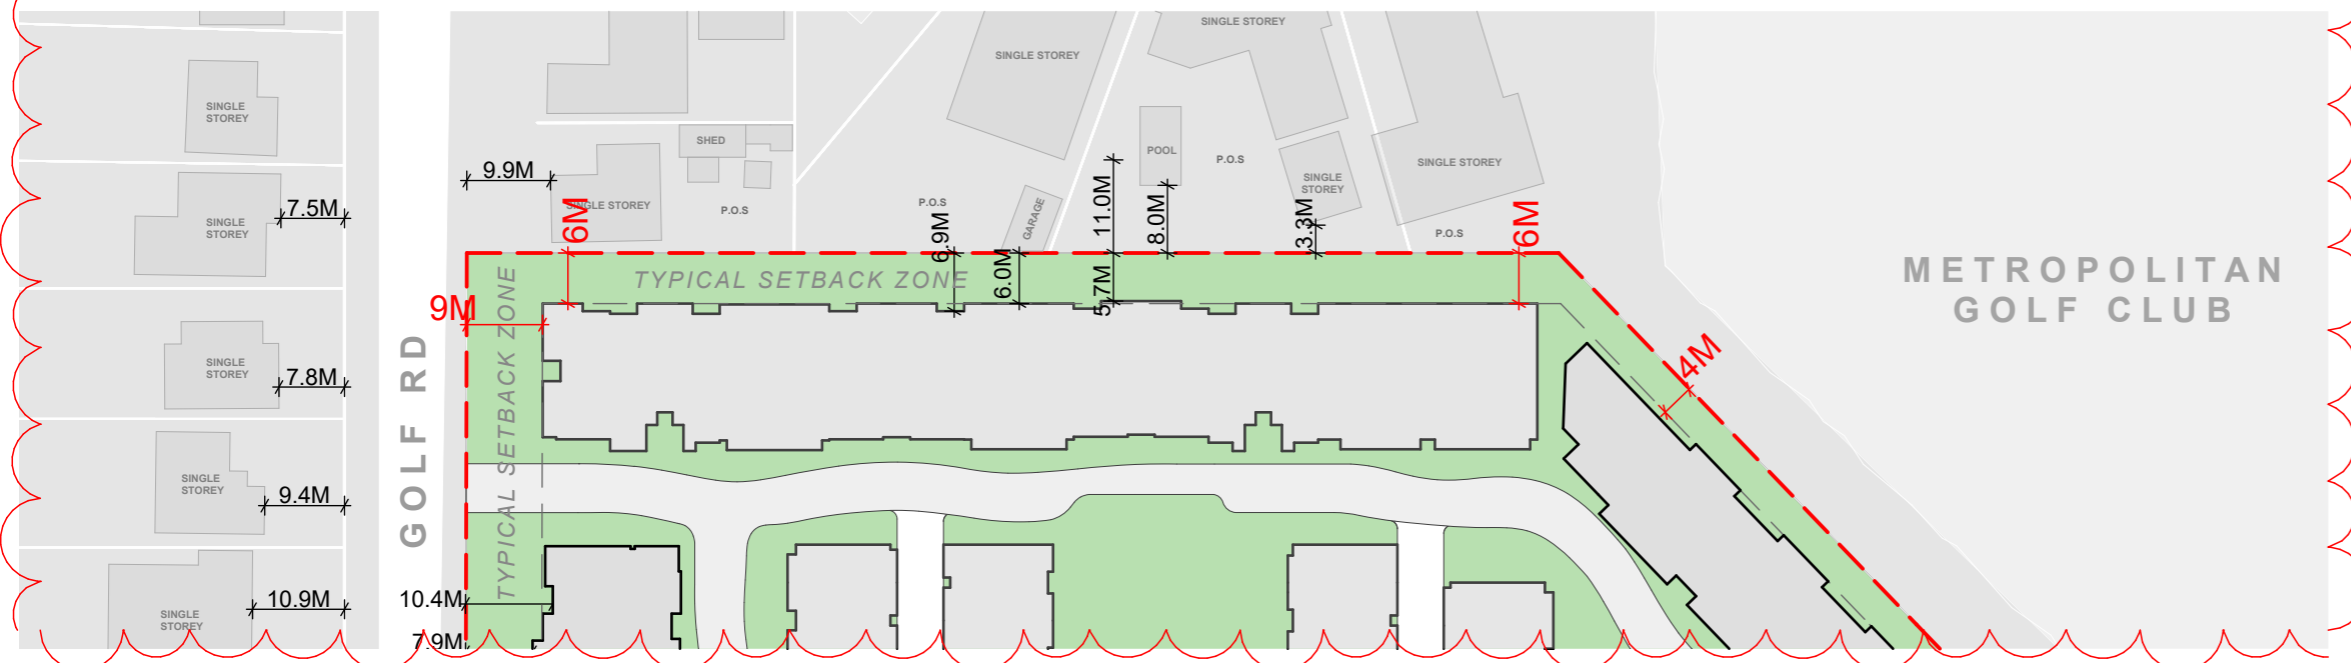 SINGLE STOREY
SINGLE STOREY
SINGLE
STOREY
SHED
POOL
P.O.S
SINGLE STOREY
9.9M
SINGLE
STOREY
7.5M
SINGLE
STOREY
SINGLE STOREY
6M
P.O.S
P.O.S
6.9M
GARAGE
11.0M
8.0M
3.3M
P.O.S
6M
TYPICAL SETBACK ZONE
6.0M
5.7M
METROPOLITAN
GOLF CLUB
9M
TYPICAL SETBACK ZONE
GOLF RD
4M
SINGLE
STOREY
7.8M
SINGLE
STOREY
9.4M
10.9M
10.4M
SINGLE
STOREY
7.9M